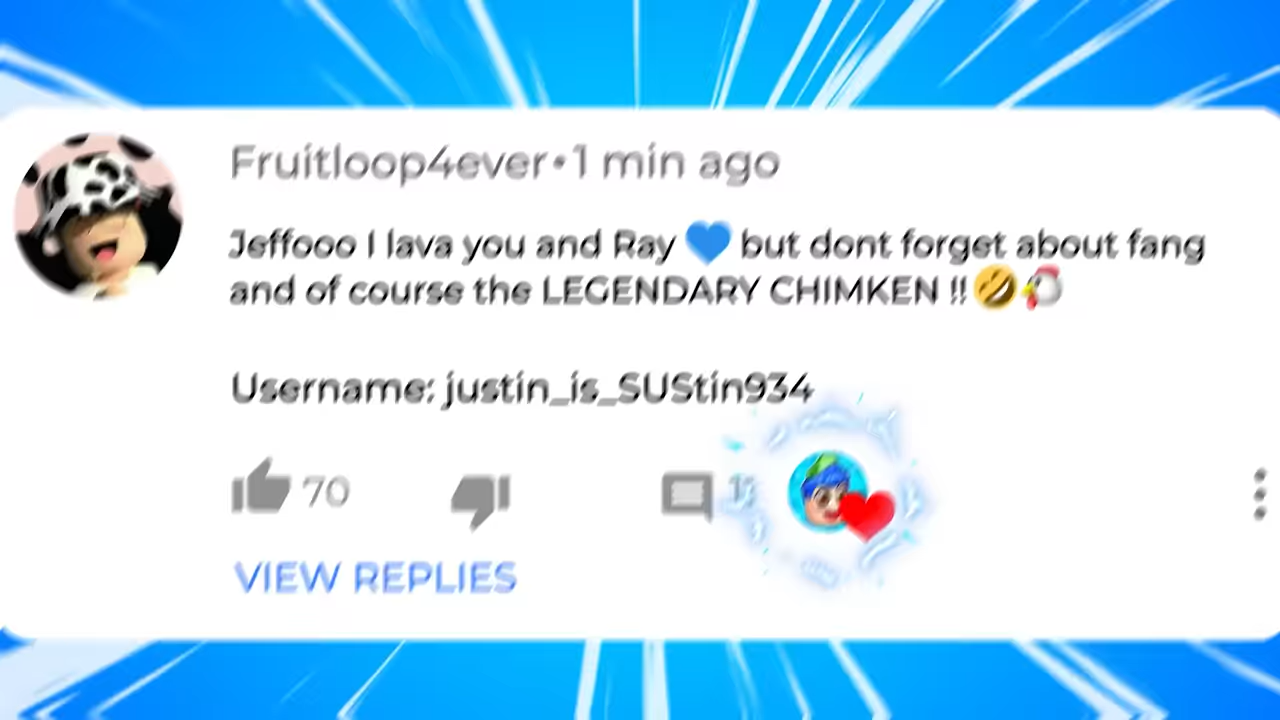 Fruitloop4ever•1 min ago
Jeffooo I lava you and Ray 💙 but dont forget about fang
and of course the LEGENDARY CHIMKEN !!🤣🐔
Username: justin_is_SUStin934
70
VIEW REPLIES